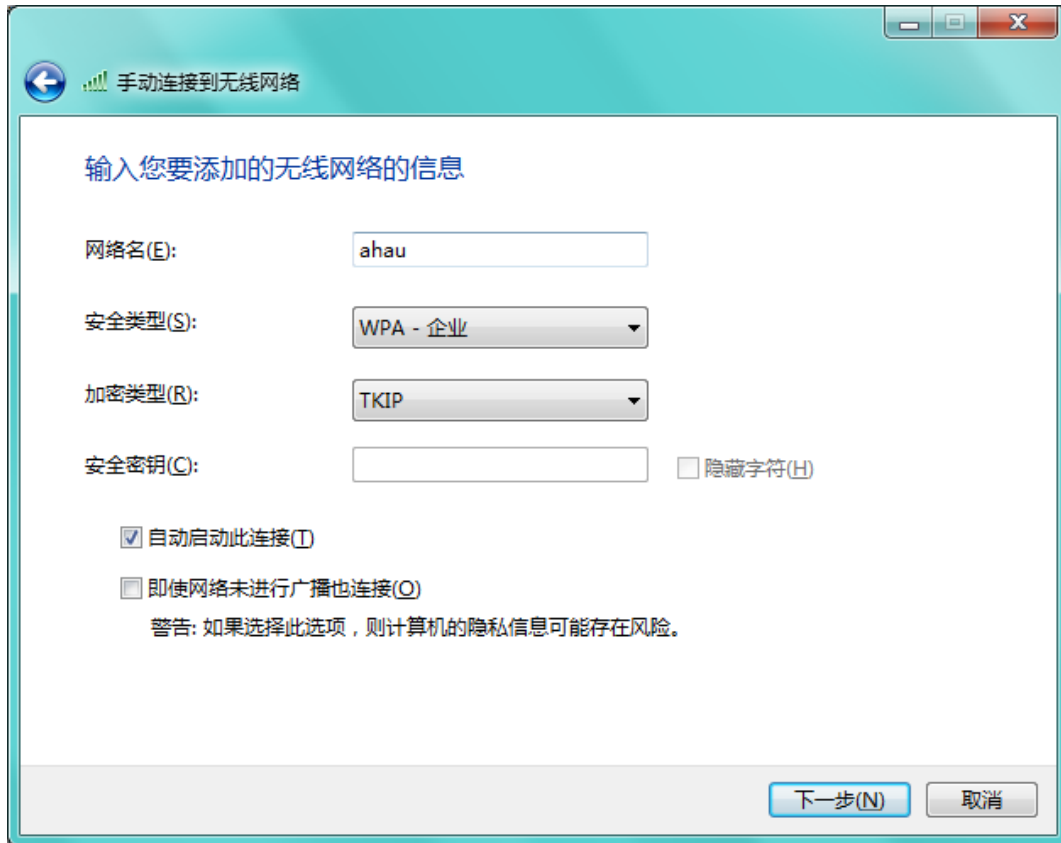 手动连接到无线网络
输入您要添加的无线网络的信息
网络名(E): ahau
安全类型(S): WPA - 企业
加密类型(R): TKIP
安全密钥(C): 隐藏字符(H)
自动启动此连接(T)
即使网络未进行广播也连接(O)
警告: 如果选择此选项，则计算机的隐私信息可能存在风险。
下一步(N) 取消